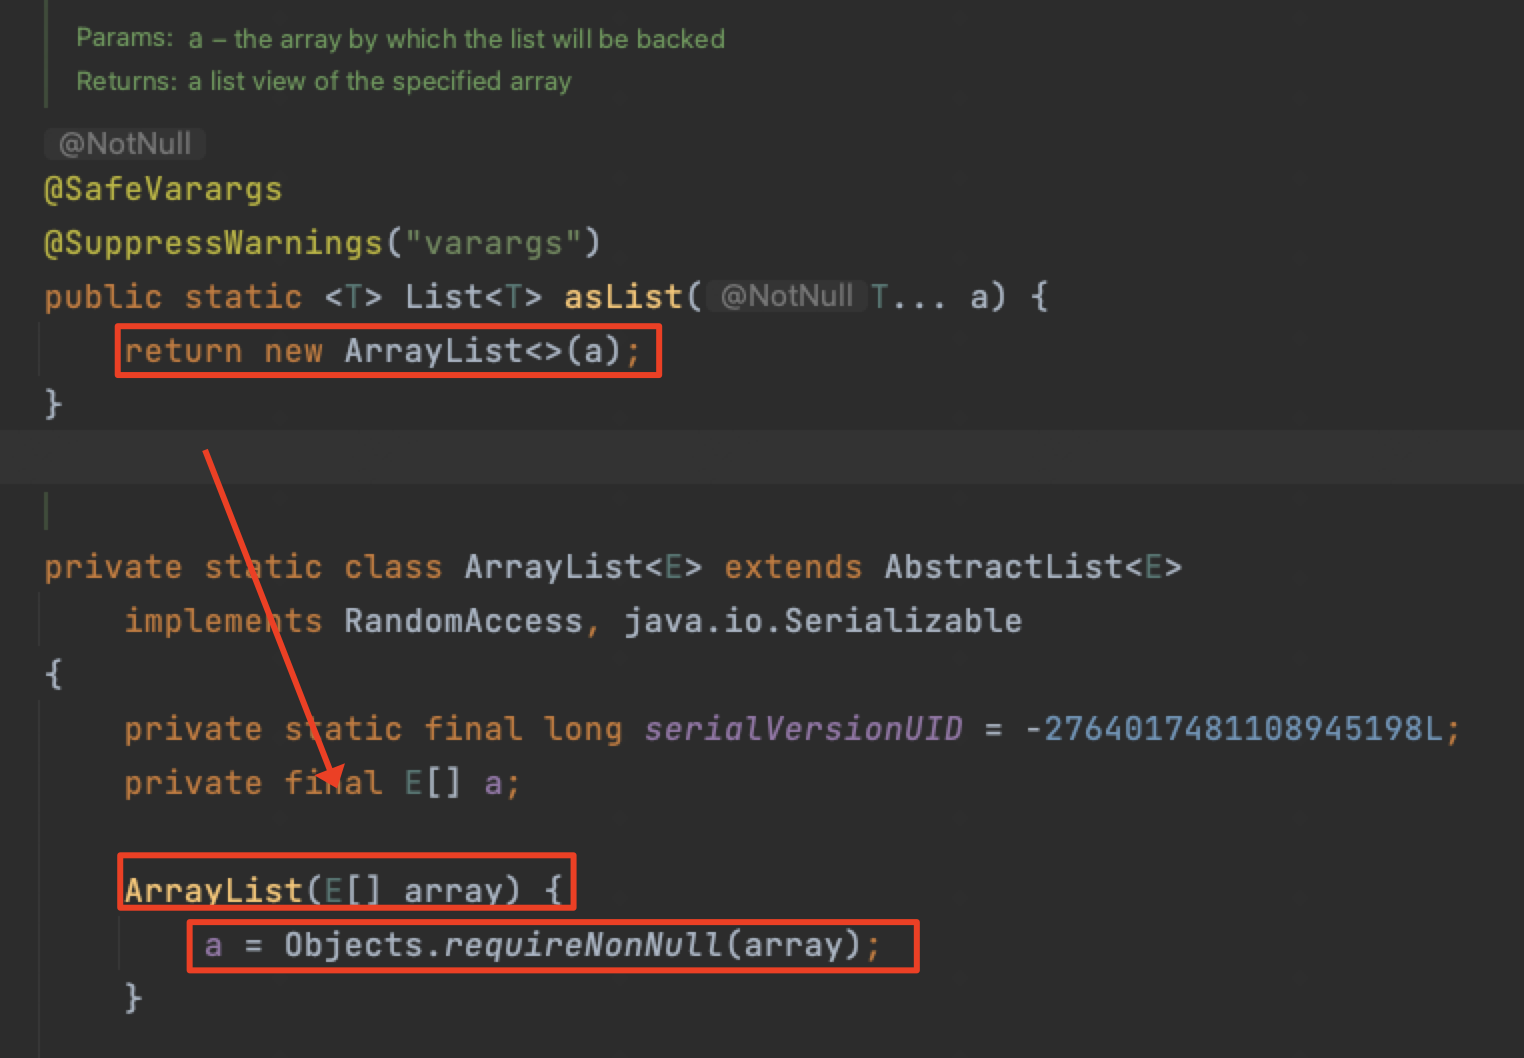 Params: a – the array by which the list will be backed
Returns: a list view of the specified array
@NotNull
@SafeVarargs
@SuppressWarnings("varargs")
public static <T> List<T> asList( @NotNull T... a) {
return new ArrayList<>(a);
}
private static class ArrayList<E> extends AbstractList<E>
implements RandomAccess, java.io.Serializable
{
private static final long serialVersionUID = -2764017481108945198L;
private final E[] a;
ArrayList(E[] array) {
a = Objects.requireNonNull(array);
}